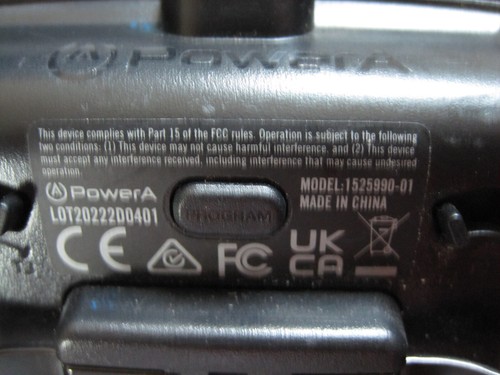 PowerA
This device complies with Part 15 of the FCC rules. Operation is subject to the following
two conditions: (1) This device may not cause harmful interference, and (2) This device
must accept any interference received, including interference that may cause undesired
operation.
PowerA
LOT20222D0401
PROGRAM
MODEL:1525990-01
MADE IN CHINA
CE
FC
UK
CA